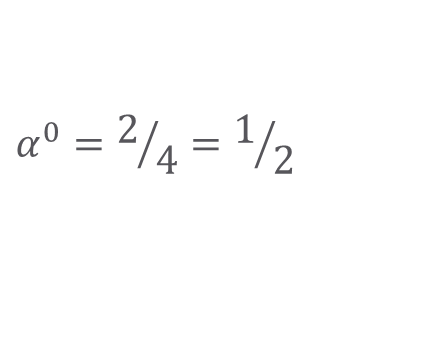 α⁰ = 2/4 = 1/2